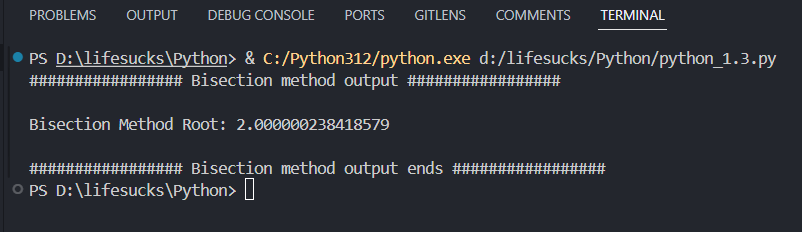 PROBLEMS OUTPUT DEBUG CONSOLE PORTS GITLENS COMMENTS TERMINAL
PS D:\lifesucks\Python> & C:/Python312/python.exe d:/lifesucks/Python/python_1.3.py
################# Bisection method output #################
Bisection Method Root: 2.000000238418579
################# Bisection method output ends #################
PS D:\lifesucks\Python>